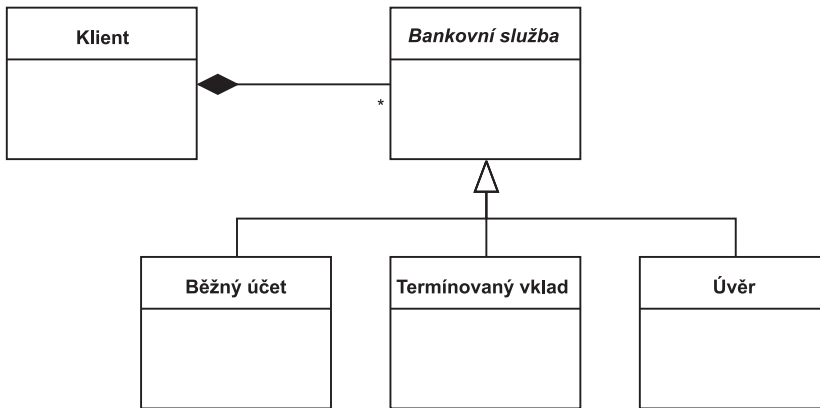 Klient
Bankovní služba
*
Běžný účet
Termínovaný vklad
Úvěr